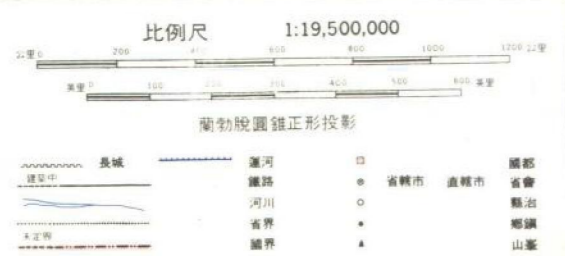 比例尺 1:19,500,000
公里 0 200 400 600 800 1000 1200 公里
英里 0 100 200 300 400 500 600 英里
蘭勃脫圓錐正形投影
長城 運河 國都
建築中 鐵路 省轄市 直轄市 省會
河川 縣治
省界 鄉鎮
未定界 國界 山峯